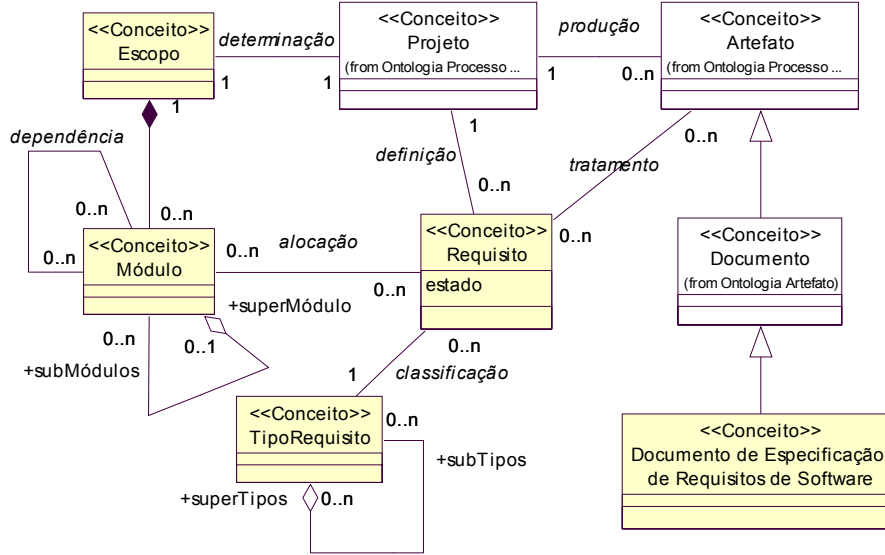 <<Conceito>>
Escopo
determinação
1
1
<<Conceito>>
Projeto
(from Ontologia Processo ...
produção
1
0..n
<<Conceito>>
Artefato
(from Ontologia Processo ...
1
dependência
0..n
0..n
0..n
1
definição
0..n
tratamento
0..n
0..n
<<Conceito>>
Módulo
0..n
alocação
0..n
<<Conceito>>
Requisito
estado
<<Conceito>>
Documento
(from Ontologia Artefato)
+superMódulo
0..n
0..1
+subMódulos
0..n
1
classificação
<<Conceito>>
TipoRequisito
0..n
+subTipos
+superTipos
0..n
<<Conceito>>
Documento de Especificação
de Requisitos de Software